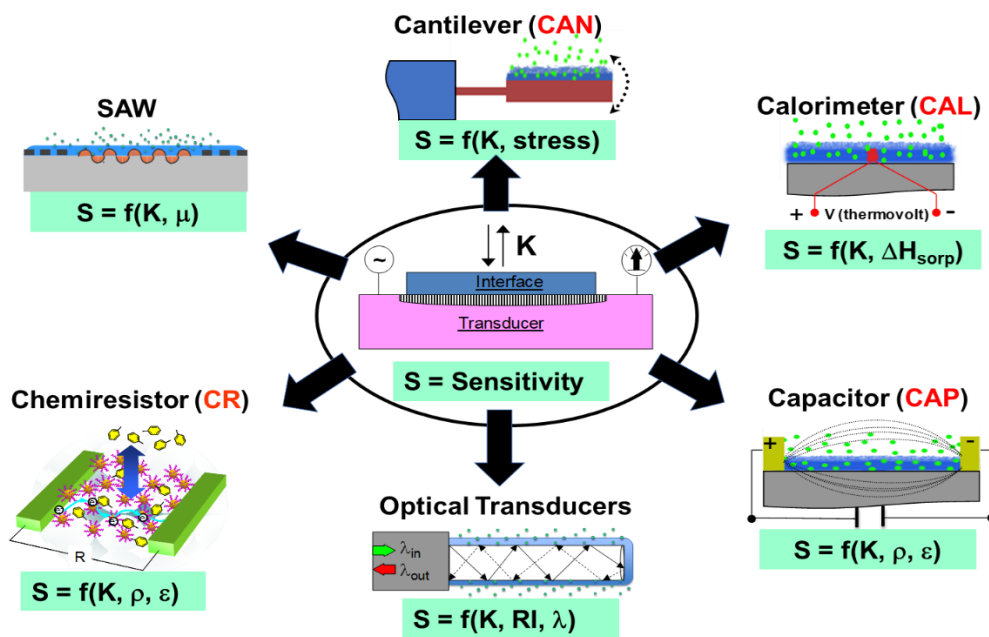 Cantilever (CAN)
S = f(K, stress)
SAW
S = f(K, μ)
Calorimeter (CAL)
+ V (thermovolt) -
S = f(K, ΔHsorp)
K
~
Interface
Transducer
S = Sensitivity
Chemiresistor (CR)
e
e
e
R
S = f(K, ρ, ε)
Optical Transducers
λin
λout
S = f(K, RI, λ)
Capacitor (CAP)
+ -
S = f(K, ρ, ε)